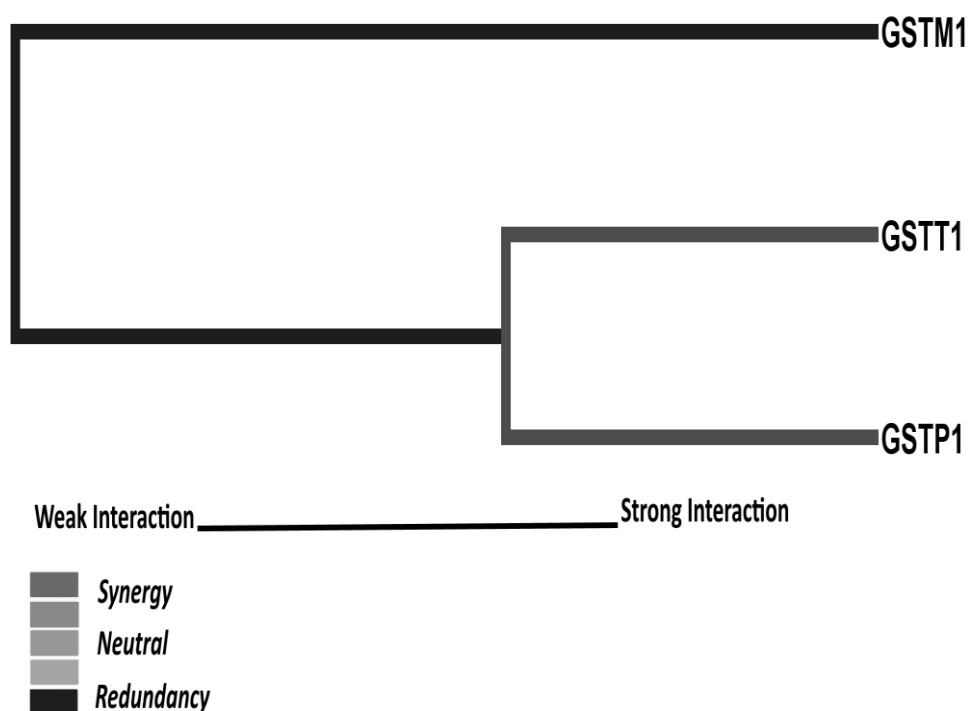 GSTM1
GSTT1
GSTP1
Weak Interaction Strong Interaction
Synergy
Neutral
Redundancy